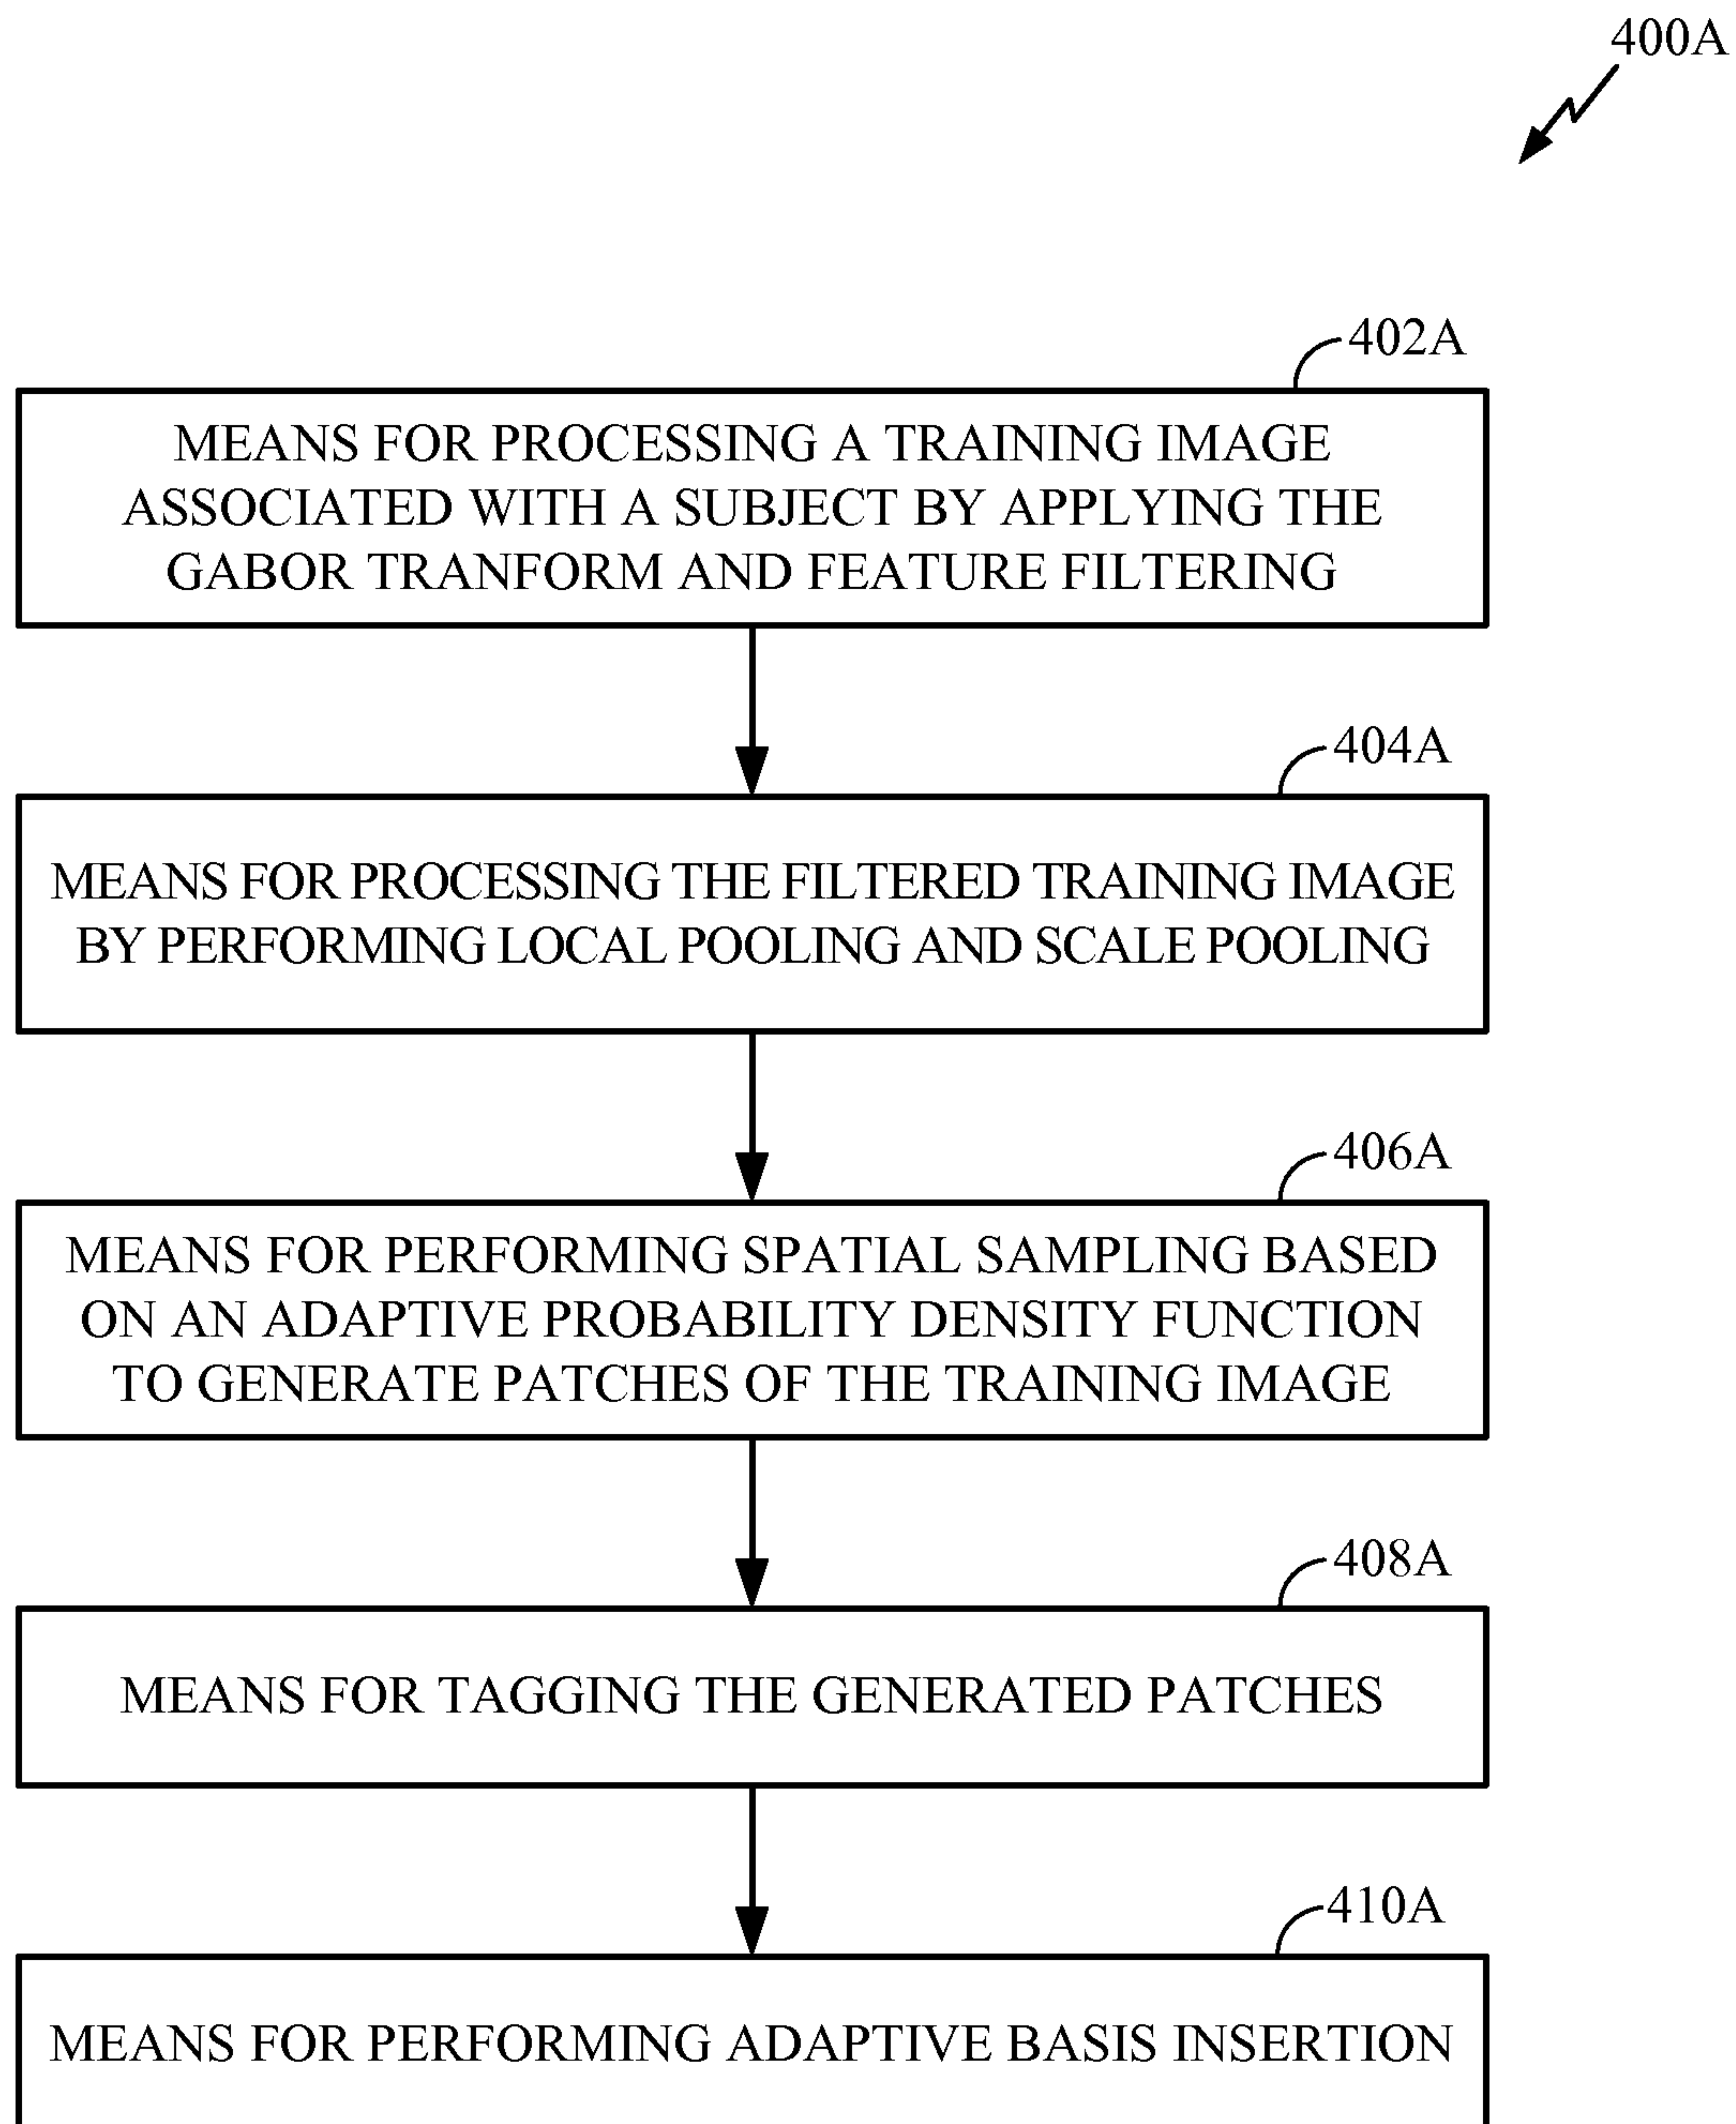 400A
402A
MEANS FOR PROCESSING A TRAINING IMAGE
ASSOCIATED WITH A SUBJECT BY APPLYING THE
GABOR TRANFORM AND FEATURE FILTERING
404A
MEANS FOR PROCESSING THE FILTERED TRAINING IMAGE
BY PERFORMING LOCAL POOLING AND SCALE POOLING
406A
MEANS FOR PERFORMING SPATIAL SAMPLING BASED
ON AN ADAPTIVE PROBABILITY DENSITY FUNCTION
TO GENERATE PATCHES OF THE TRAINING IMAGE
408A
MEANS FOR TAGGING THE GENERATED PATCHES
410A
MEANS FOR PERFORMING ADAPTIVE BASIS INSERTION